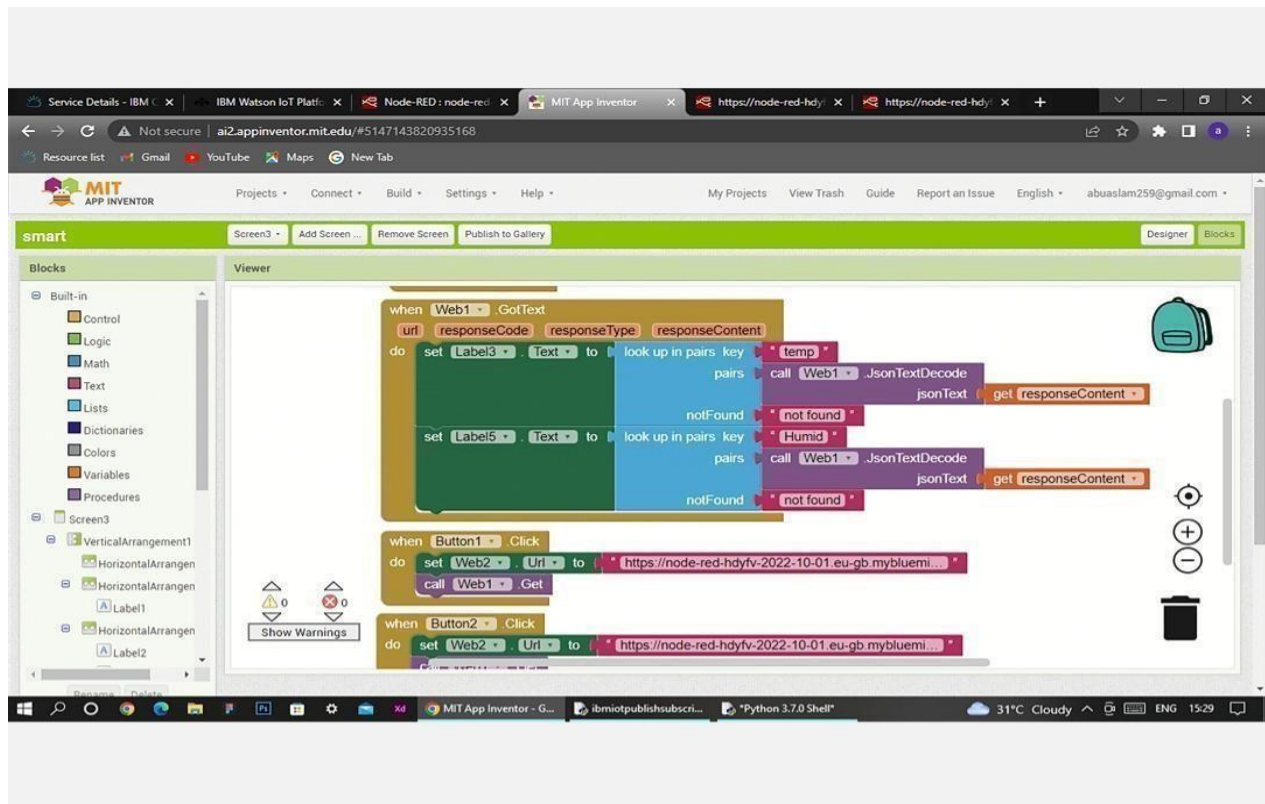 Service Details - IBM C
IBM Watson IoT Platfo
Node-RED : node-red
MIT App Inventor
https://node-red-hdy
https://node-red-hdy
Not secure | ai2.appinventor.mit.edu/#5147143820935168
a
Resource list Gmail YouTube Maps New Tab
MIT
APP INVENTOR
Projects Connect Build Settings Help My Projects View Trash Guide Report an Issue English abuaslam259@gmail.com
smart Screen3 Add Screen ... Remove Screen Publish to Gallery Designer Blocks
Blocks Viewer
Built-in
Control
Logic
Math
Text
Lists
Dictionaries
Colors
Variables
Procedures
Screen3
VerticalArrangement1
HorizontalArrangen
HorizontalArrangen
Label1
HorizontalArrangen
Label2
Rename Delete
when Web1 .GotText
url responseCode responseType responseContent
do set Label3 . Text to look up in pairs key " temp "
pairs call Web1 .JsonTextDecode
jsonText get responseContent
notFound " not found "
set Label5 . Text to look up in pairs key " Humid "
pairs call Web1 .JsonTextDecode
jsonText get responseContent
notFound " not found "
when Button1 .Click
do set Web2 . Url to " https://node-red-hdyfv-2022-10-01.eu-gb.mybluemi... "
call Web1 .Get
when Button2 .Click
do set Web2 . Url to " https://node-red-hdyfv-2022-10-01.eu-gb.mybluemi... "
0 0
Show Warnings
Ps Xd MIT App Inventor - G... ibmiotpublishsubscri... *Python 3.7.0 Shell* 31°C Cloudy ENG 15:29